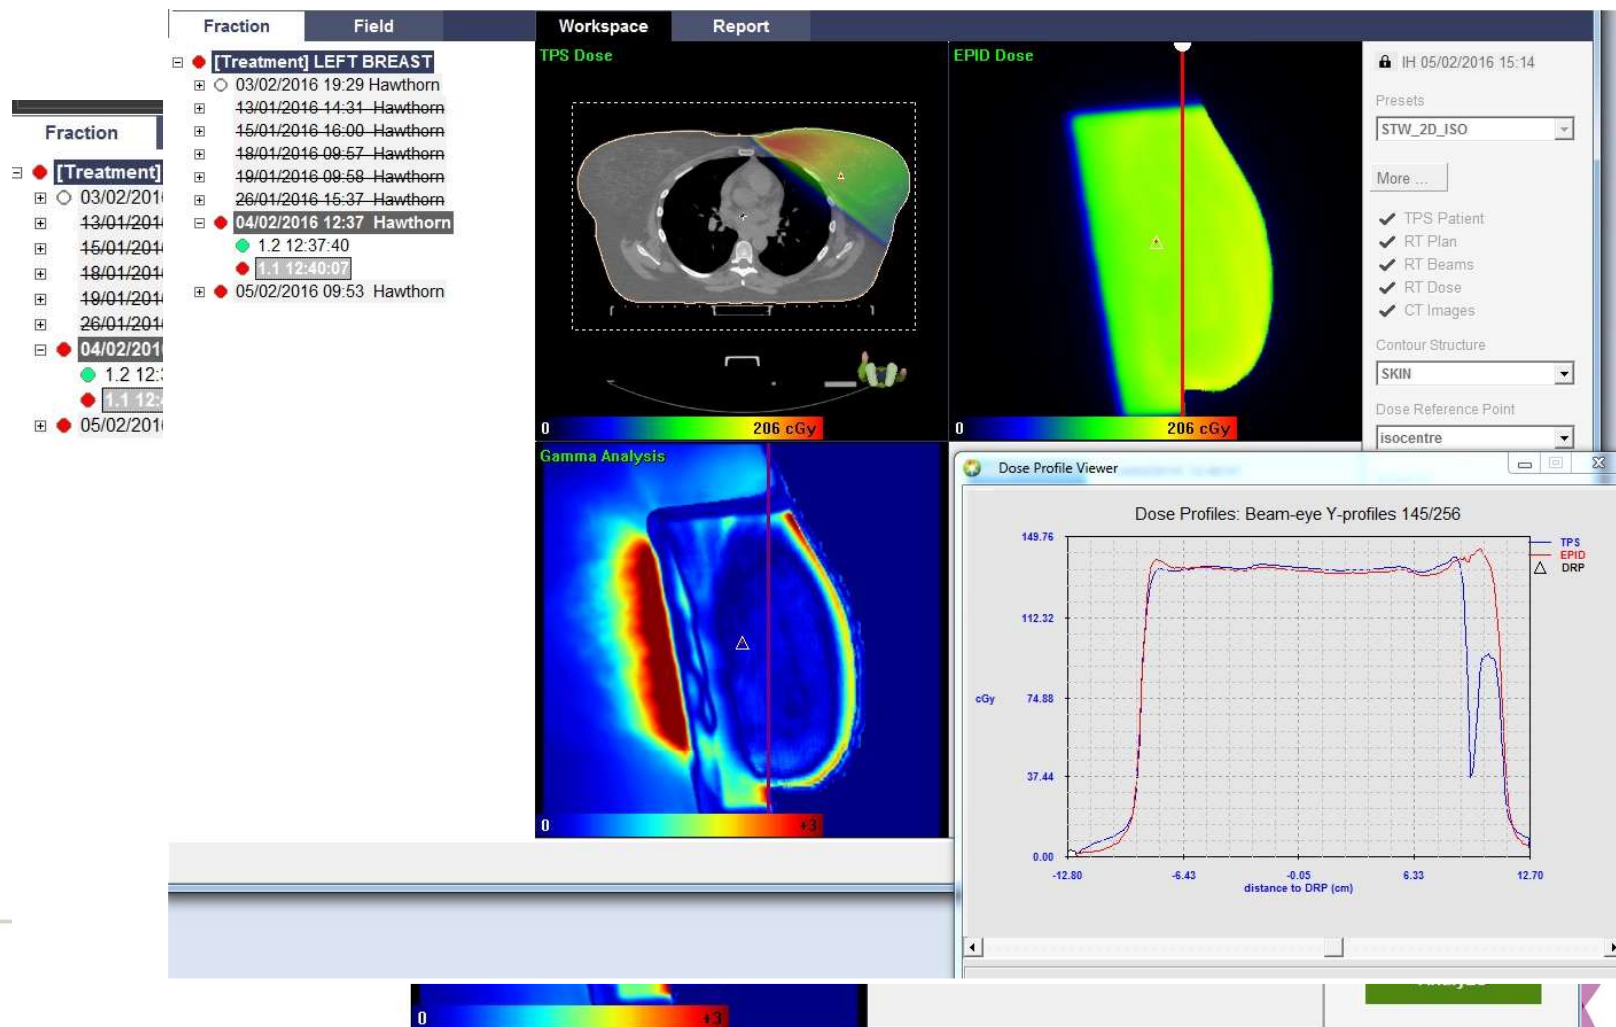 Fraction
Field
Workspace
Report
[Treatment] LEFT BREAST
03/02/2016 19:29 Hawthorn
13/01/2016 14:31 Hawthorn
15/01/2016 16:00 Hawthorn
18/01/2016 09:57 Hawthorn
19/01/2016 09:58 Hawthorn
26/01/2016 15:37 Hawthorn
04/02/2016 12:37 Hawthorn
1.2 12:37:40
1.1 12:40:07
05/02/2016 09:53 Hawthorn
Fraction
[Treatment]
03/02/201
13/01/201
15/01/201
18/01/201
19/01/201
26/01/201
04/02/201
1.2 12:
1.1 12:
05/02/201
TPS Dose
0 206 cGy
EPID Dose
0 206 cGy
Gamma Analysis
0 +3
IH 05/02/2016 15:14
Presets
STW_2D_ISO
More ...
TPS Patient
RT Plan
RT Beams
RT Dose
CT Images
Contour Structure
SKIN
Dose Reference Point
isocentre
Dose Profile Viewer
Dose Profiles: Beam-eye Y-profiles 145/256
149.76
112.32
cGy 74.88
37.44
0.00
-12.80 -6.43 -0.05 6.33 12.70
distance to DRP (cm)
TPS
EPID
DRP
0 +3